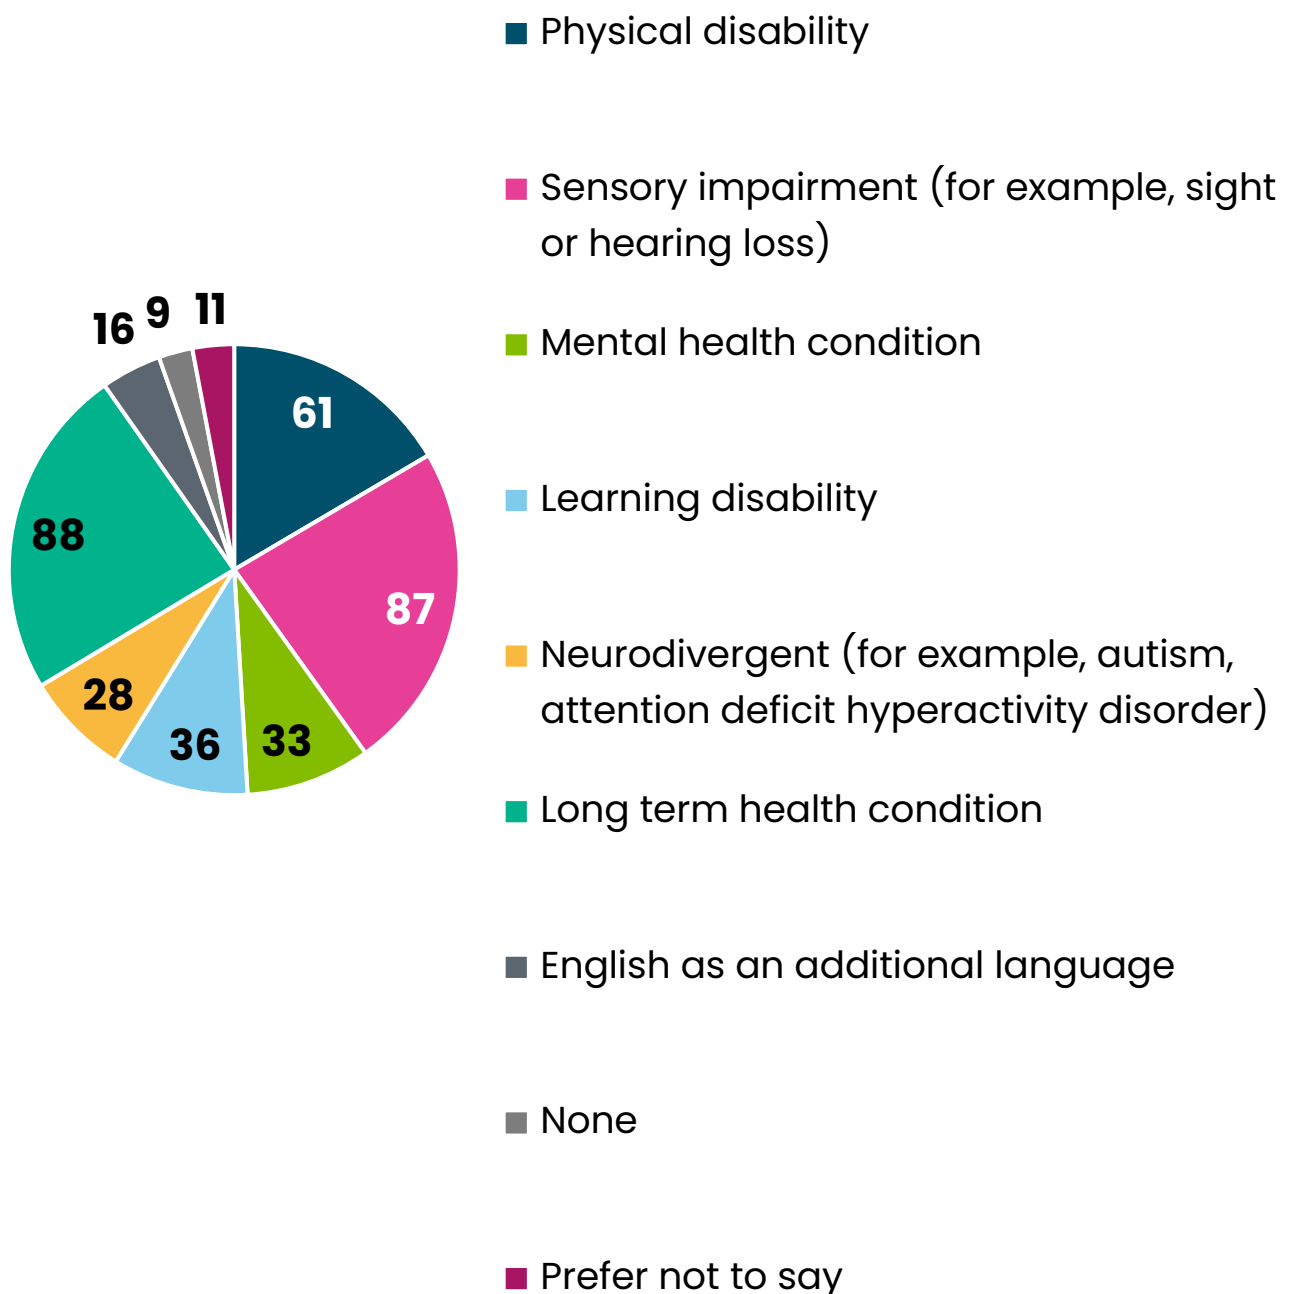 Physical disability
Sensory impairment (for example, sight
or hearing loss)
16 9 11
Mental health condition
61
Learning disability
88
87
Neurodivergent (for example, autism,
attention deficit hyperactivity disorder)
28
36 33
Long term health condition
English as an additional language
None
Prefer not to say